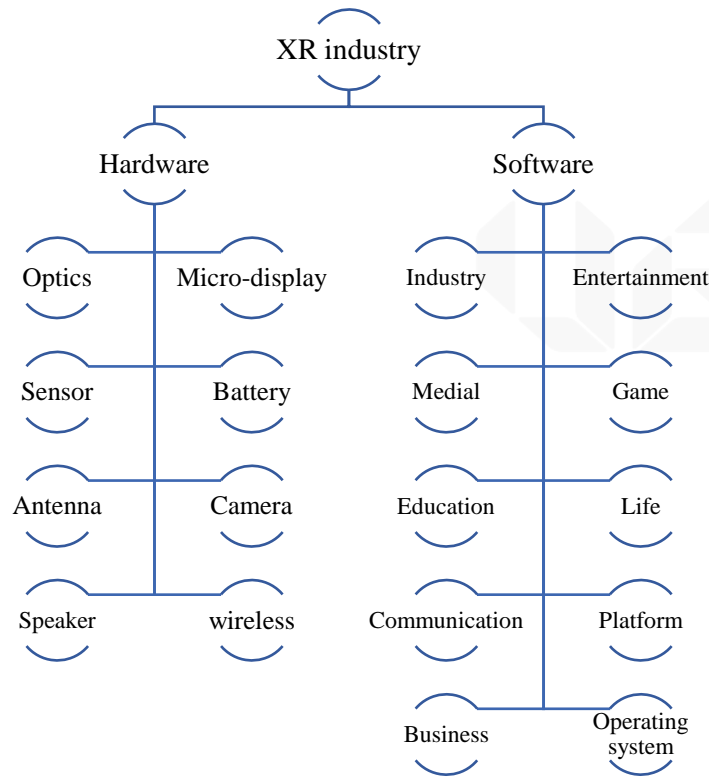 XR industry
Hardware
Software
Optics
Micro-display
Industry
Entertainment
Sensor
Battery
Medial
Game
Antenna
Camera
Education
Life
Speaker
wireless
Communication
Platform
Business
Operating
system